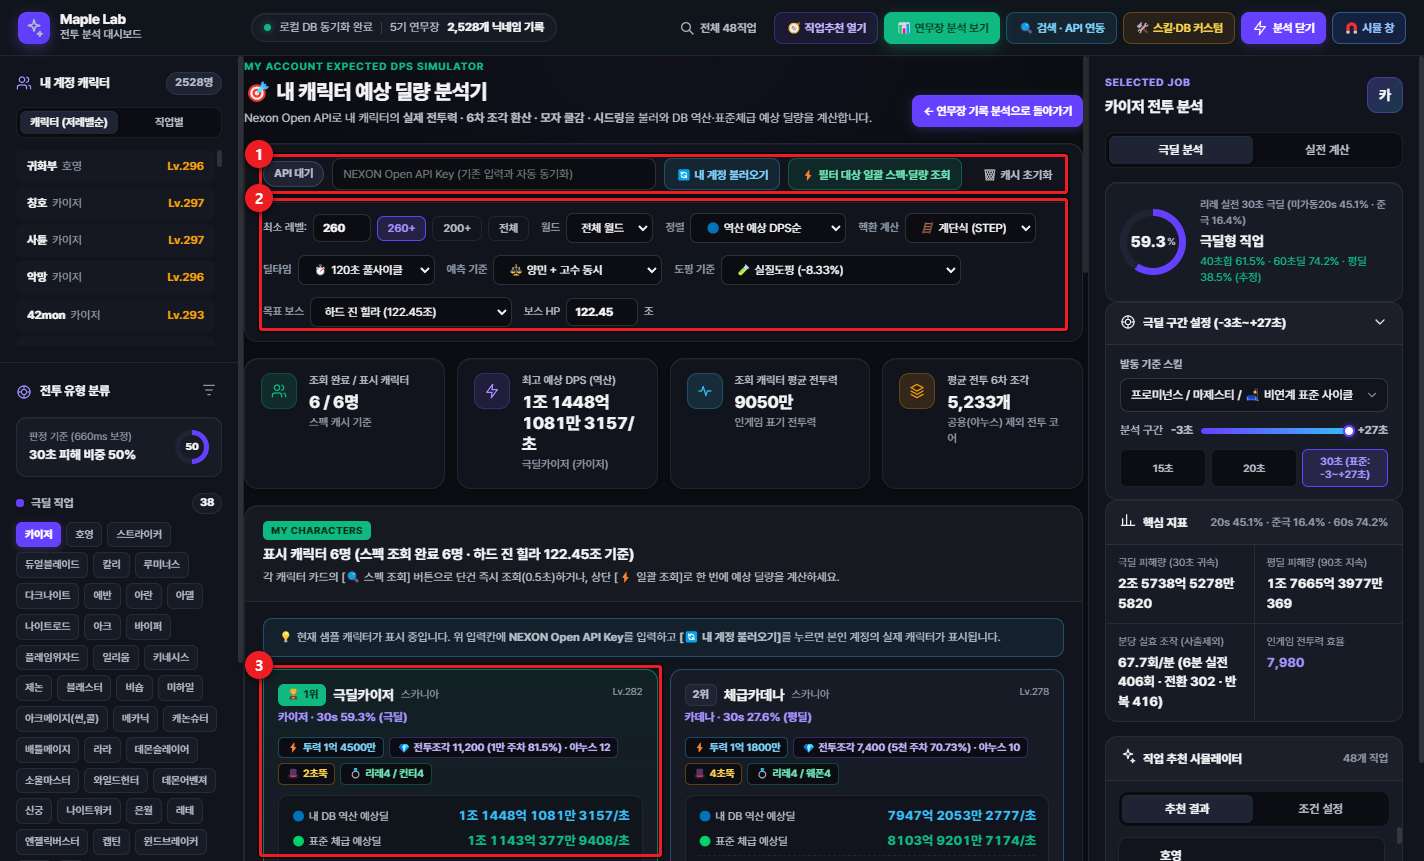 Maple Lab
전투 분석 대시보드
로컬 DB 동기화 완료 5기 연무장 2,528개 닉네임 기록
전체 48직업
직업추천 열기
연무장 분석 보기
검색 · API 연동
스킬·DB 커스텀
분석 닫기
시뮬 창
내 계정 캐릭터 2528명
캐릭터 (저레벨순) 직업별
귀화부 호영 Lv.296
청호 카이저 Lv.297
사튼 카이저 Lv.297
악맘 카이저 Lv.296
42mon 카이저 Lv.293
전투 유형 분류
판정 기준 (660ms 보정)
30초 피해 비중 50%
50
극딜 직업 38
카이저 호영 스트라이커
듀얼블레이드 칼리 루미너스
다크나이트 에반 아란 아델
나이트로드 아크 바이퍼
플레임위자드 일리움 키네시스
제논 블래스터 비숍 미하일
아크메이지(썬,콜) 메카닉 캐논슈터
배틀메이지 라라 데몬슬레이어
소울마스터 와일드헌터 데몬어벤져
신궁 나이트워커 은월 레테
엔젤릭버스터 캡틴 윈드브레이커
MY ACCOUNT EXPECTED DPS SIMULATOR
내 캐릭터 예상 딜량 분석기
Nexon Open API로 내 캐릭터의 실제 전투력 · 6차 조각 환산 · 모자 쿨감 · 시드링을 불러와 DB 역산·표준체급 예상 딜량을 계산합니다.
← 연무장 기록 분석으로 돌아가기
1
API 대기
NEXON Open API Key (기존 입력과 자동 동기화)
내 계정 불러오기
필터 대상 일괄 스펙·딜량 조회
캐시 초기화
2
최소 레벨: 260 260+ 200+ 전체 월드 전체 월드 정렬 역산 예상 DPS순 핵환 계산 계단식 (STEP)
딜타임 120초 풀사이클 예측 기준 양민 + 고수 동시 도핑 기준 실질도핑 (-8.33%)
목표 보스 하드 진 힐라 (122.45조) 보스 HP 122.45 조
조회 완료 / 표시 캐릭터
6 / 6명
스펙 캐시 기준
최고 예상 DPS (역산)
1조 1448억
1081만 3157/
초
극딜카이저 (카이저)
조회 캐릭터 평균 전투력
9050만
인게임 표기 전투력
평균 전투 6차 조각
5,233개
공용(야누스) 제외 전투 코
어
MY CHARACTERS
표시 캐릭터 6명 (스펙 조회 완료 6명 · 하드 진 힐라 122.45조 기준)
각 캐릭터 카드의 [🔍 스펙 조회] 버튼으로 단건 즉시 조회(0.5초)하거나, 상단 [⚡ 일괄 조회]로 한 번에 예상 딜량을 계산하세요.
💡 현재 샘플 캐릭터가 표시 중입니다. 위 입력칸에 NEXON Open API Key를 입력하고 [🔄 내 계정 불러오기]를 누르면 본인 계정의 실제 캐릭터가 표시됩니다.
3
1위 극딜카이저 스카니아 Lv.282
카이저 · 30s 59.3% (극딜)
투력 1억 4500만 전투조각 11,200 (1만 주차 81.5%) · 야누스 12
2초뚝 리레4 / 컨티4
내 DB 역산 예상딜 1조 1448억 1081만 3157/초
표준 체급 예상딜 1조 1143억 377만 9408/초
2위 체급카데나 스카니아 Lv.278
카데나 · 30s 27.6% (평딜)
투력 1억 1800만 전투조각 7,400 (5천 주차 70.73%) · 야누스 10
4초뚝 리레4 / 웨폰4
내 DB 역산 예상딜 7947억 2053만 2777/초
표준 체급 예상딜 8103억 9201만 7174/초
SELECTED JOB
카이저 전투 분석
카
극딜 분석 실전 계산
59.3%
리레 실전 30초 극딜 (미가동20s 45.1% · 준
극 16.4%)
극딜형 직업
40초합 61.5% · 60초딜 74.2% · 평딜
38.5% (추정)
극딜 구간 설정 (-3초~+27초)
발동 기준 스킬
프로미넌스 / 마제스티 / 🛋️ 비연계 표준 사이클
분석 구간 -3초 +27초
15초 20초 30초 (표준:
-3~+27초)
핵심 지표 20s 45.1% · 준극 16.4% · 60s 74.2%
극딜 피해량 (30초 귀속)
2조 5738억 5278만
5820
평딜 피해량 (90초 지속)
1조 7665억 3977만
369
분당 실효 조작 (사출제외)
67.7회/분 (6분 실전
406회 · 전환 302 · 반
복 416)
인게임 전투력 효율
7,980
직업 추천 시뮬레이터 48개 직업
추천 결과 조건 설정
호영